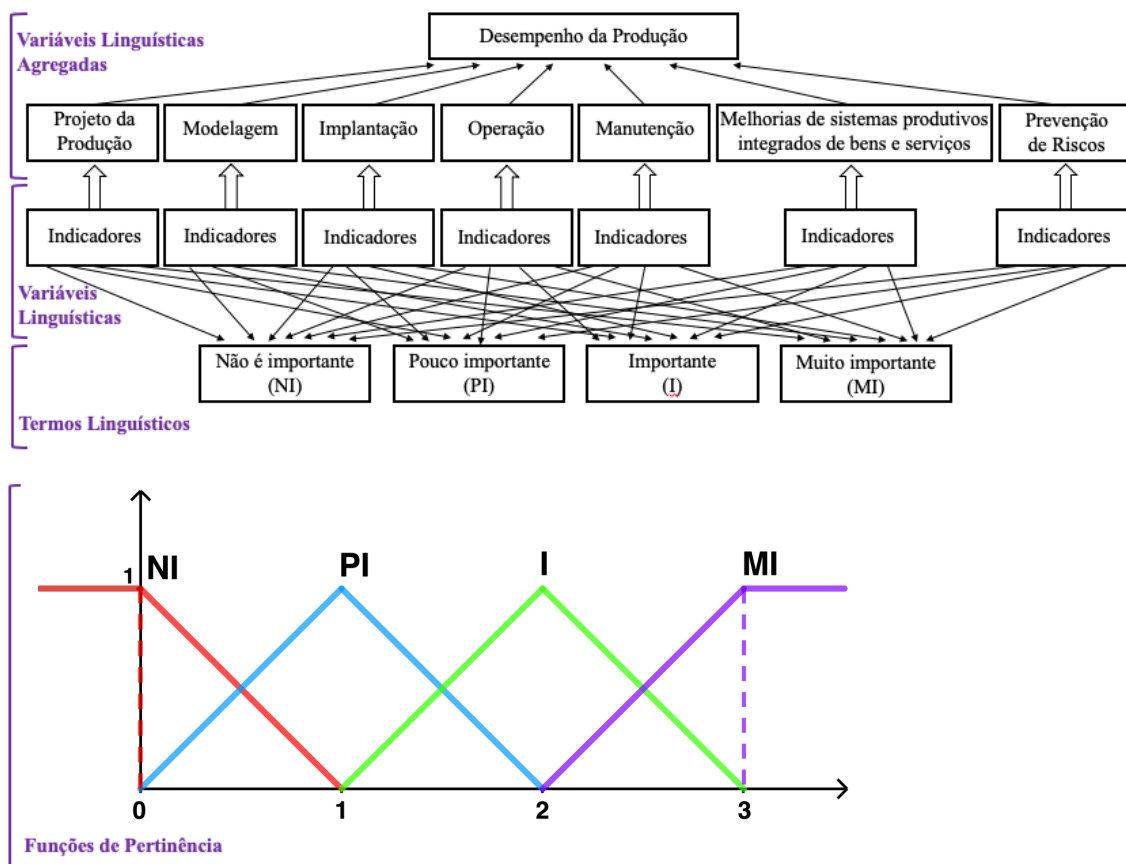 Variáveis Linguísticas
Agregadas
Desempenho da Produção
Projeto da
Produção
Modelagem
Implantação
Operação
Manutenção
Melhorias de sistemas produtivos
integrados de bens e serviços
Prevenção
de Riscos
Indicadores
Indicadores
Indicadores
Indicadores
Indicadores
Indicadores
Indicadores
Variáveis
Linguísticas
Não é importante
(NI)
Pouco importante
(PI)
Importante
(I)
Muito importante
(MI)
Termos Linguísticos
1
NI
PI
I
MI
0
1
2
3
Funções de Pertinência